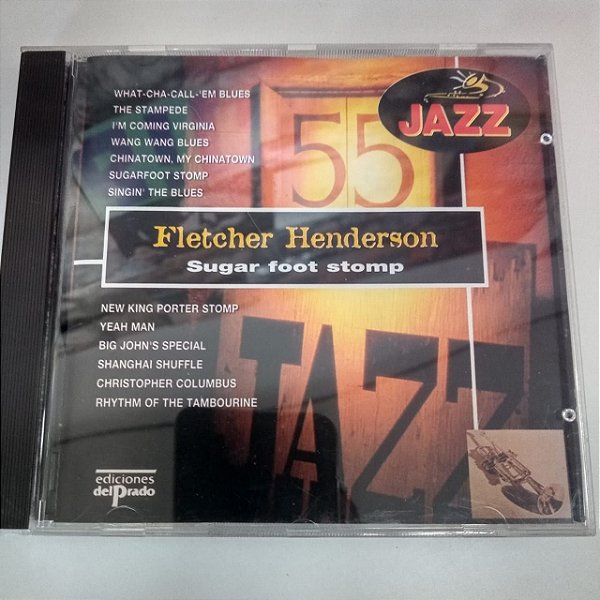 WHAT-CHA-CALL-'EM BLUES
THE STAMPEDE
I'M COMING VIRGINIA
WANG WANG BLUES
CHINATOWN, MY CHINATOWN
SUGARFOOT STOMP
SINGIN' THE BLUES
55
JAZZ
Fletcher Henderson
Sugar foot stomp
NEW KING PORTER STOMP
YEAH MAN
BIG JOHN'S SPECIAL
SHANGHAI SHUFFLE
CHRISTOPHER COLUMBUS
RHYTHM OF THE TAMBOURINE
JAZZ
ediciones
delPrado